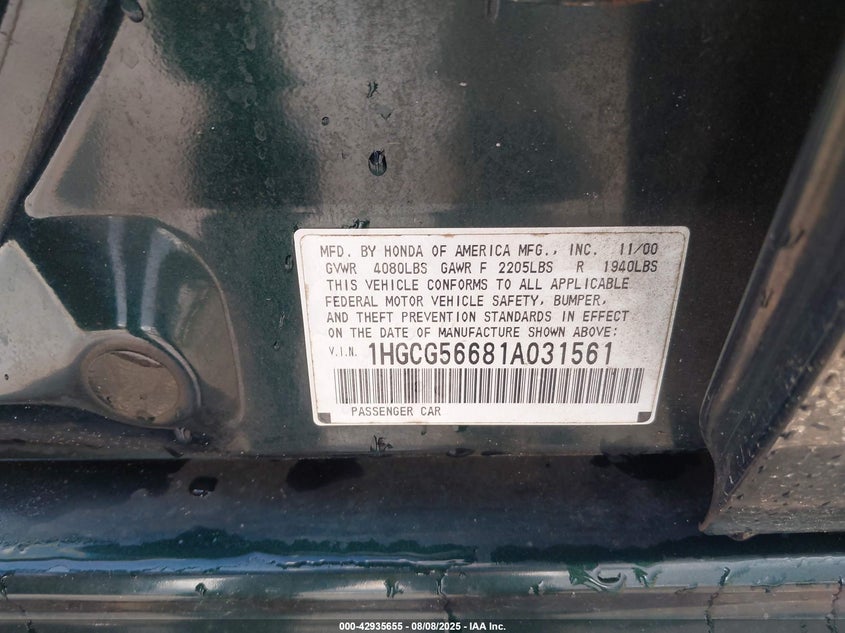 MFD. BY HONDA OF AMERICA MFG., INC. 11/00
GVWR 4080LBS GAWR F 2205LBS R 1940LBS
THIS VEHICLE CONFORMS TO ALL APPLICABLE
FEDERAL MOTOR VEHICLE SAFETY, BUMPER,
AND THEFT PREVENTION STANDARDS IN EFFECT
ON THE DATE OF MANUFACTURE SHOWN ABOVE:
V.I.N. 1HGCG56681A031561
PASSENGER CAR
000-42935655 - 08/08/2025 - IAA Inc.